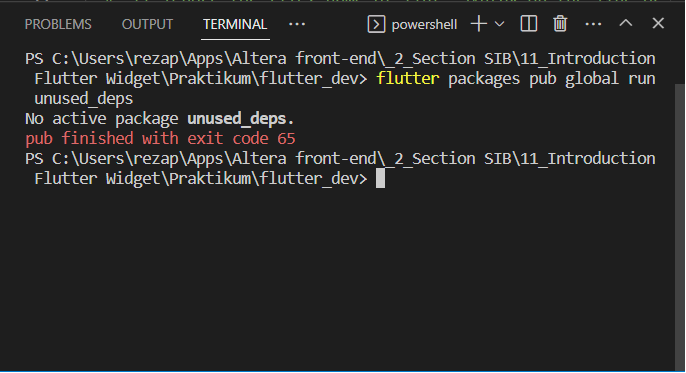 PROBLEMS OUTPUT TERMINAL ··· powershell
PS C:\Users\rezap\Apps\Altera front-end\_2_Section SIB\11_Introduction
Flutter Widget\Praktikum\flutter_dev> flutter packages pub global run
unused_deps
No active package unused_deps.
pub finished with exit code 65
PS C:\Users\rezap\Apps\Altera front-end\_2_Section SIB\11_Introduction
Flutter Widget\Praktikum\flutter_dev>